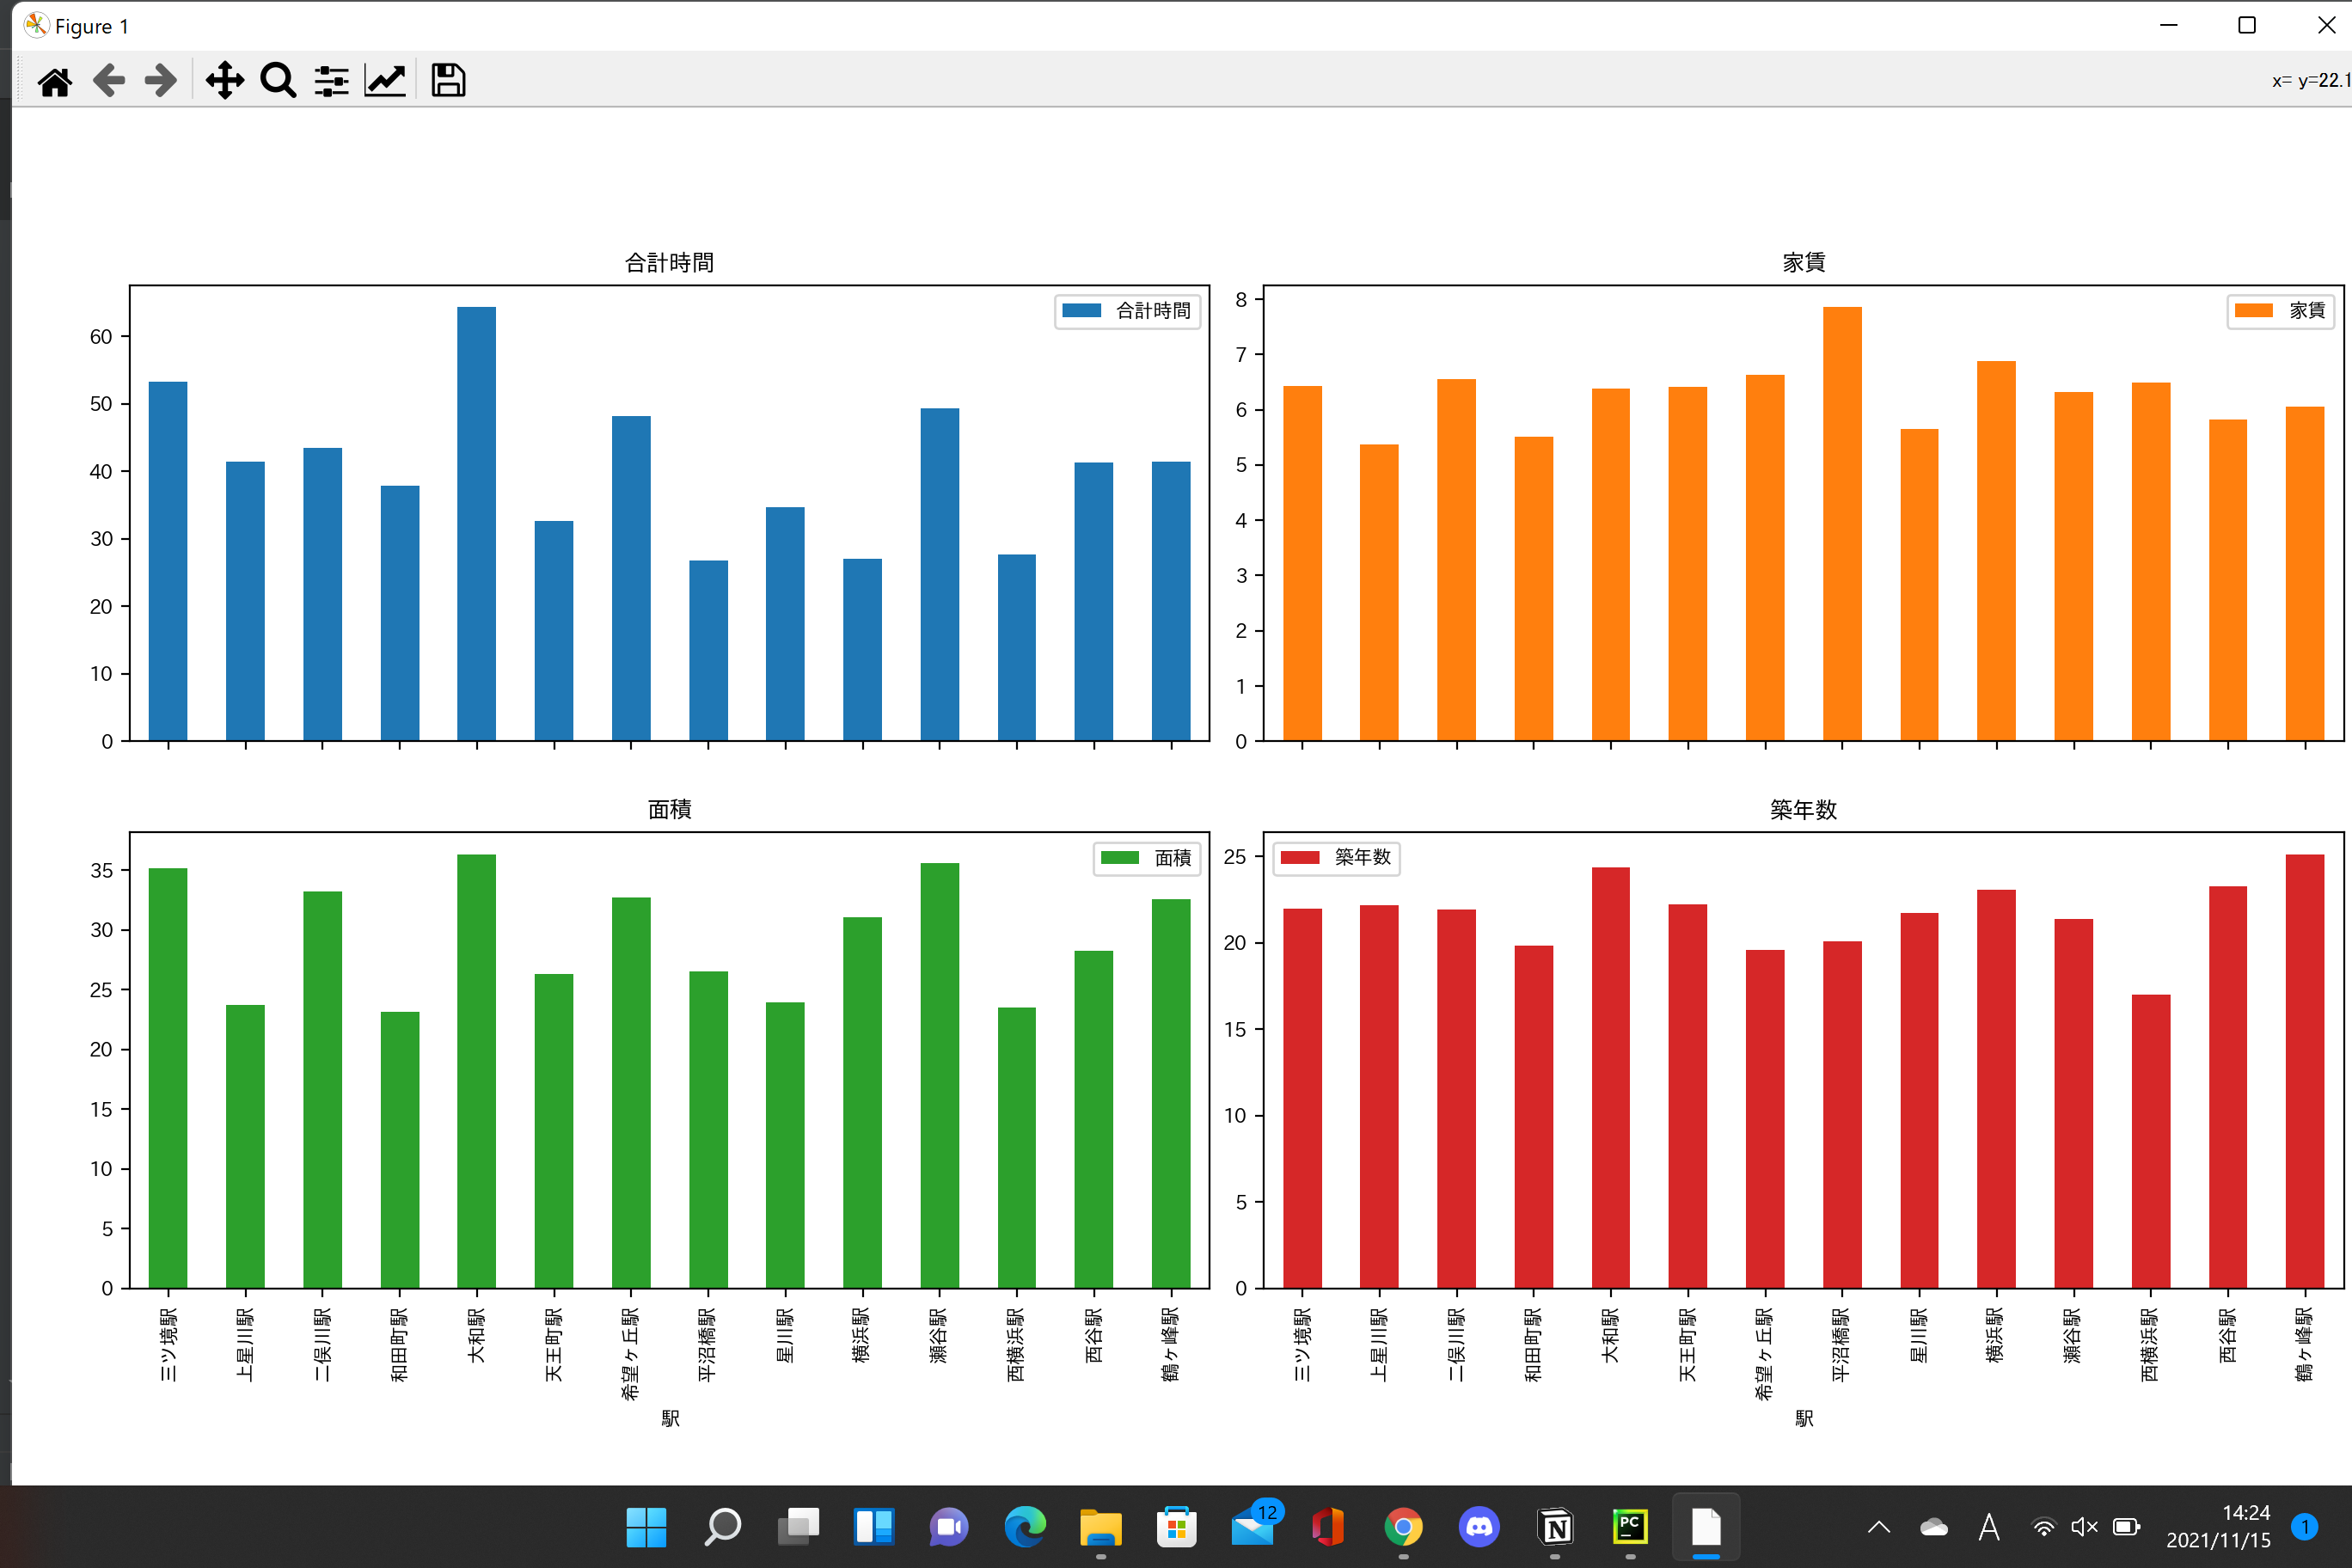 Figure 1
x= y=22.1
合計時間
合計時間
60
50
40
30
20
10
0
家賃
家賃
8
7
6
5
4
3
2
1
0
面積
面積
35
30
25
20
15
10
5
0
三ツ境駅
上星川駅
二俣川駅
和田町駅
大和駅
天王町駅
希望ヶ丘駅
平沼橋駅
星川駅
横浜駅
瀬谷駅
西横浜駅
西谷駅
鶴ヶ峰駅
駅
築年数
築年数
25
20
15
10
5
0
三ツ境駅
上星川駅
二俣川駅
和田町駅
大和駅
天王町駅
希望ヶ丘駅
平沼橋駅
星川駅
横浜駅
瀬谷駅
西横浜駅
西谷駅
鶴ヶ峰駅
駅
12
N
PC
A
14:24
2021/11/15
1